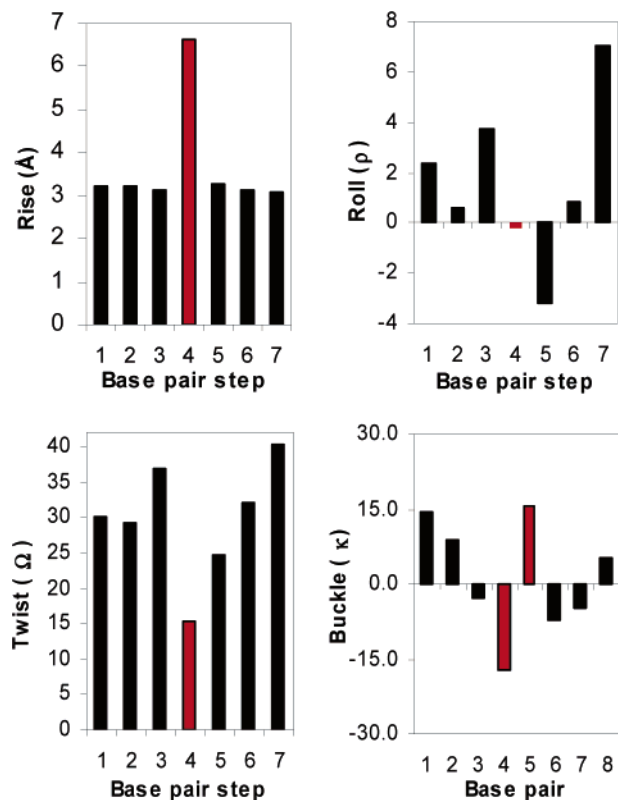 Rise (Å)
7
6
5
4
3
2
1
0
1 2 3 4 5 6 7
Base pair step
Roll (ρ)
8
6
4
2
0
-2
-4
1 2 3 4 5 6 7
Base pair step
Twist ( Ω )
40
35
30
25
20
15
10
5
0
1 2 3 4 5 6 7
Base pair step
Buckle ( κ )
30.0
15.0
0.0
-15.0
-30.0
1 2 3 4 5 6 7 8
Base pair